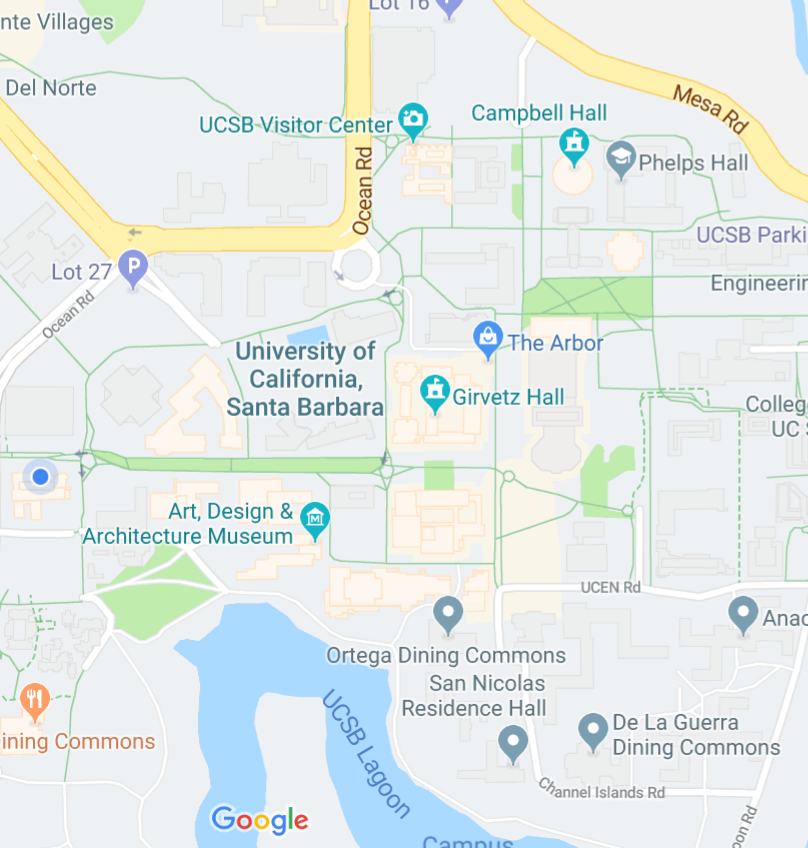 Lot 16
nte Villages
Del Norte
Mesa Rd
Campbell Hall
UCSB Visitor Center
Phelps Hall
Ocean Rd
UCSB Parki
Lot 27
P
Engineerin
Ocean Rd
The Arbor
University of
California,
Santa Barbara
Girvetz Hall
College
UC S
Art, Design &
Architecture Museum
UCEN Rd
Anac
Ortega Dining Commons
San Nicolas
Residence Hall
UCSB Lagoon
De La Guerra
Dining Commons
ining Commons
Channel Islands Rd
oon Rd
Google
Campus